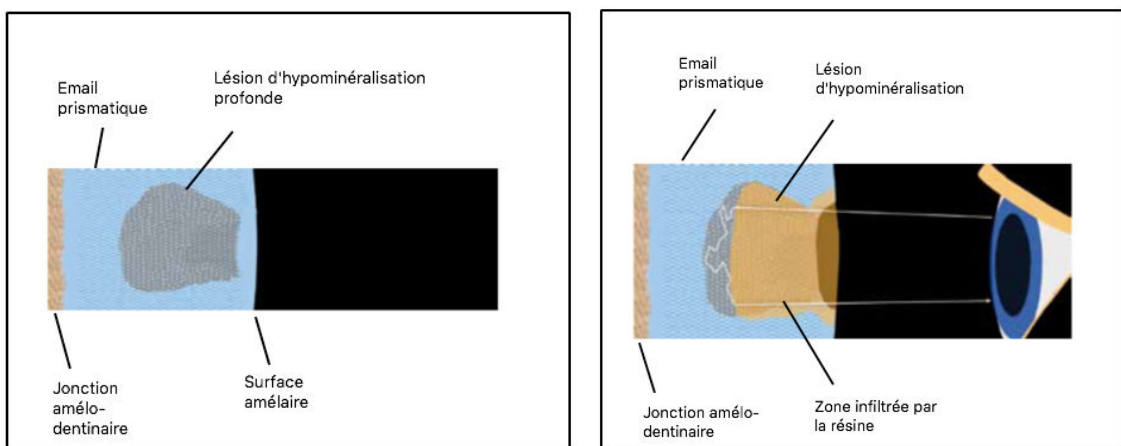 Email
prismatique
Lésion d'hypominéralisation
profonde
Jonction
amélo-
dentinaire
Surface
amélaire
Email
prismatique
Lésion
d'hypominéralisation
Jonction amélo-
dentinaire
Zone infiltrée par
la résine